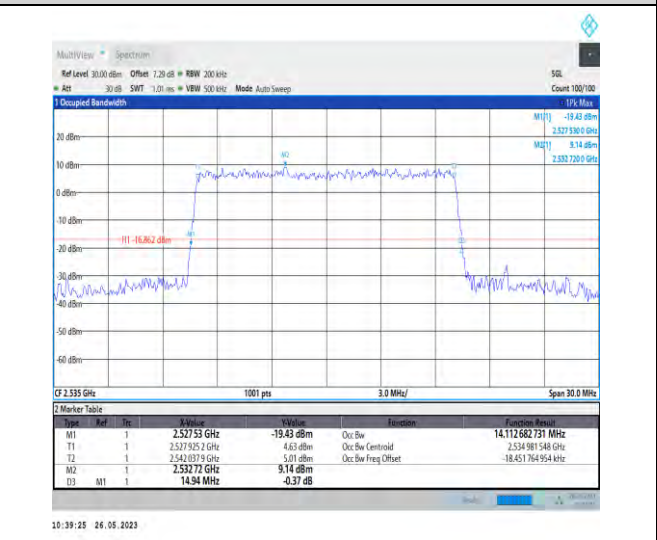 MultiView Spectrum
Ref Level 30.00 dBm Offset 7.29 dB RBW 200 kHz SGL
Att 30 dB SWT 1.01 ms VBW 500 kHz Mode Auto Sweep Count 100/100
1 Occupied Bandwidth 1Pk Max
M1[1] -19.43 dBm
2.527 530 0 GHz
M2[1] 9.14 dBm
2.532 720 0 GHz
20 dBm
M2
10 dBm
0 dBm
-10 dBm
M1
H1 -16.862 dBm
D3
-20 dBm
-30 dBm
-40 dBm
-50 dBm
-60 dBm
CF 2.535 GHz 1001 pts 3.0 MHz/ Span 30.0 MHz
2 Marker Table
Type Ref Trc X-Value Y-Value Function Function Result
M1 1 2.527 53 GHz -19.43 dBm Occ Bw 14.112 682 731 MHz
T1 1 2.527 925 2 GHz 4.63 dBm Occ Bw Centroid 2.534 981 548 GHz
T2 1 2.542 037 9 GHz 5.01 dBm Occ Bw Freq Offset -18.451 764 954 kHz
M2 1 2.532 72 GHz 9.14 dBm
D3 M1 1 14.94 MHz -0.37 dB
10:39:25 26.05.2023